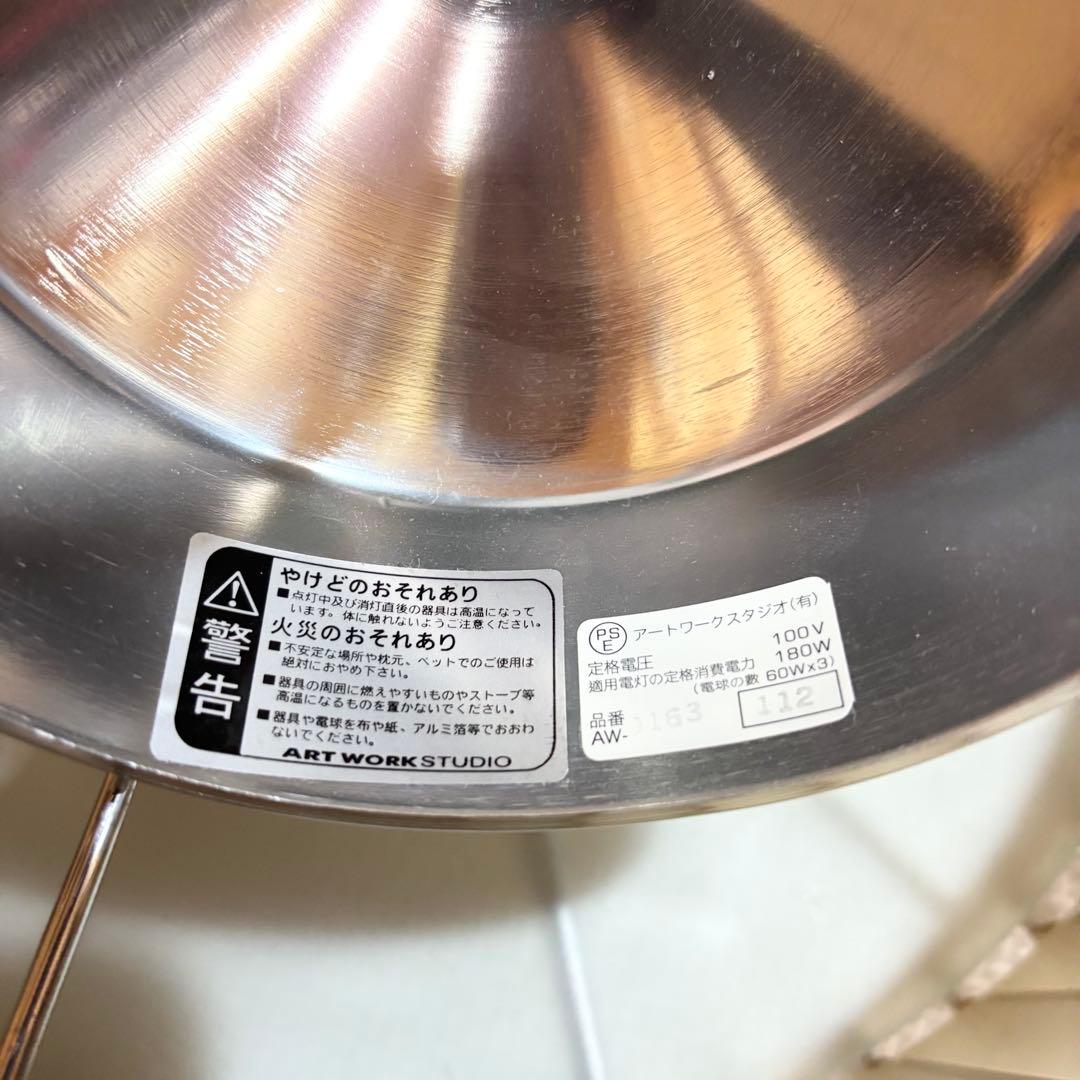 警告
やけどのおそれあり
■点灯中及び消灯直後の器具は高温になって
います。体に触れないようご注意ください。
火災のおそれあり
■不安定な場所や枕元、ベットでのご使用は
絶対におやめ下さい。
■器具の周囲に燃えやすいものやストーブ等
高温になるものを置かないでください。
■器具や電球を布や紙、アルミ箔等でおおわ
ないでください。
ART WORKSTUDIO
PS
E
アートワークスタジオ(有)
定格電圧 100V
適用電灯の定格消費電力 180W
(電球の数 60W×3)
品番
AW-0163
112